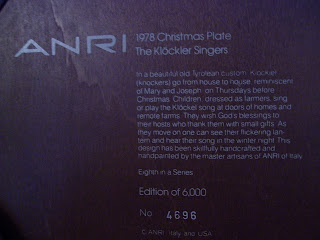 ANRI
1978 Christmas Plate
The Klöckler Singers
In a beautiful old Tyrolean custom, Klöckel
(knockers) go from house to house, reminiscent
of Mary and Joseph, on Thursdays before
Christmas. Children, dressed as farmers, sing
or play the Klöckel song at doors of homes and
remote farms. They wish God's blessings to
their hosts who thank them with small gifts. As
they move on one can see their flickering lan-
tern and hear their song in the winter night. This
design has been skilfully handcrafted and
handpainted by the master artisans of ANRI of Italy.
Eighth in a Series
Edition of 6,000
No 4696
© ANRI Italy and USA